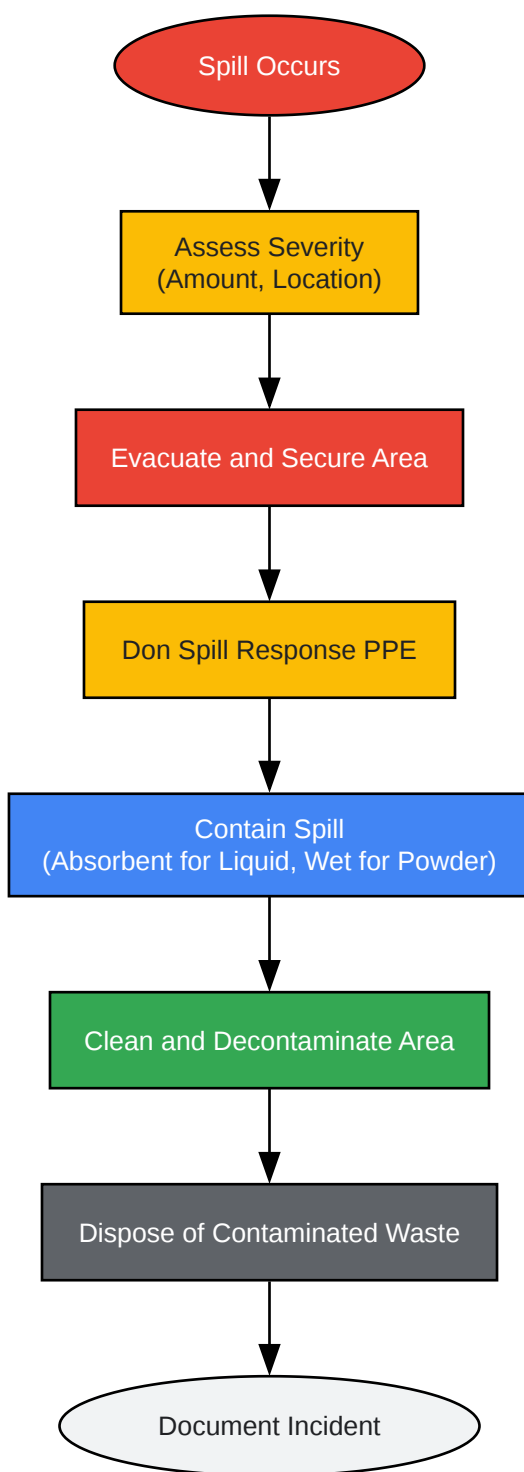 Spill Occurs
Assess Severity
(Amount, Location)
Evacuate and Secure Area
Don Spill Response PPE
Contain Spill
(Absorbent for Liquid, Wet for Powder)
Clean and Decontaminate Area
Dispose of Contaminated Waste
Document Incident